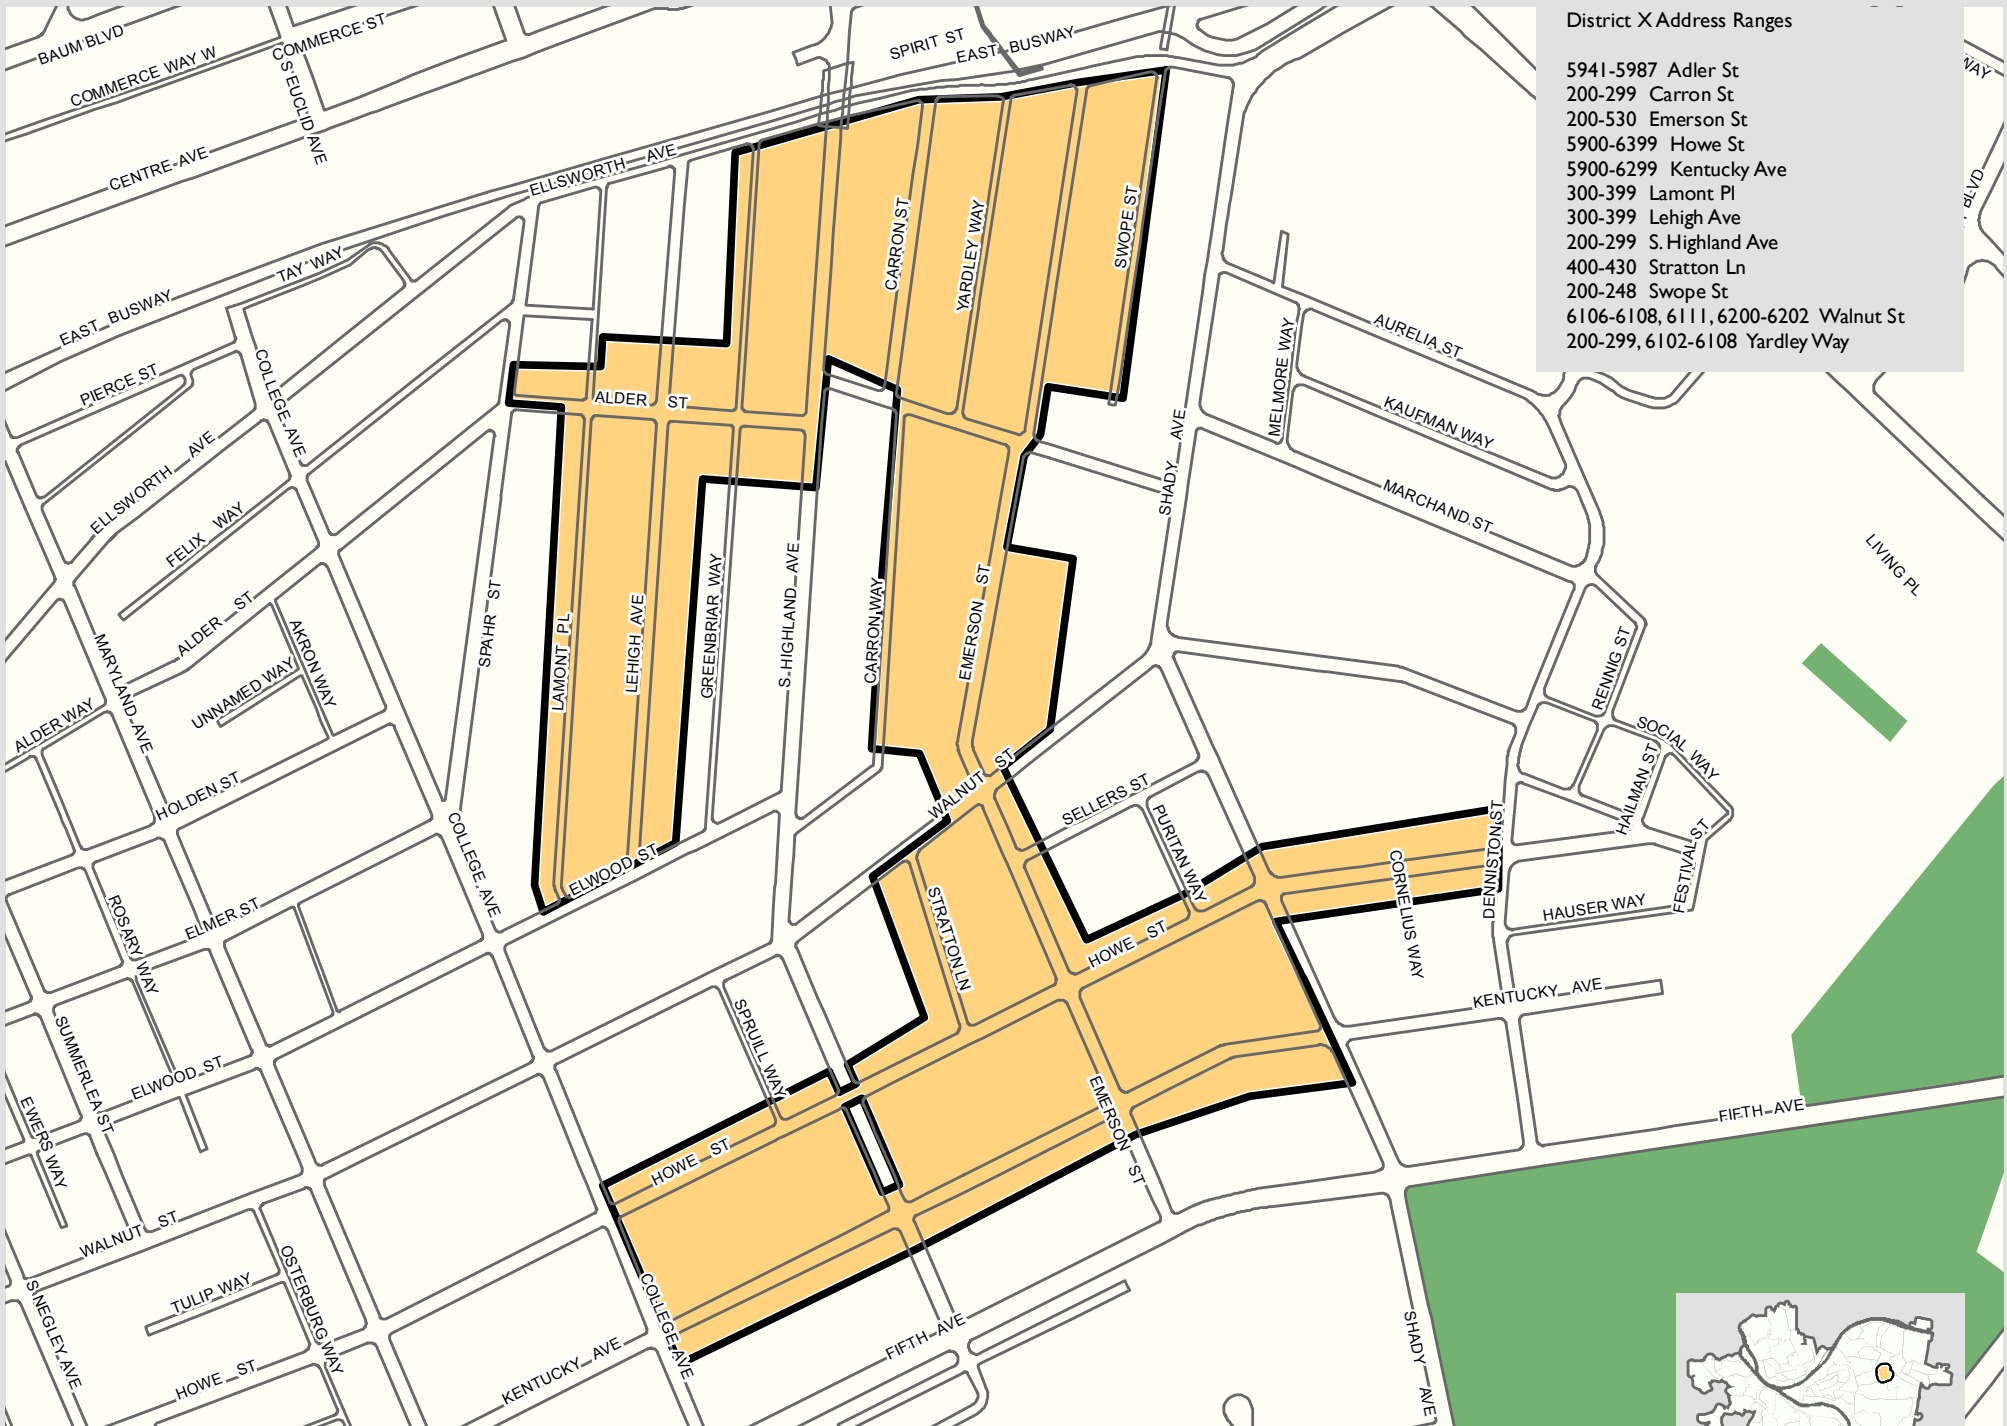 District X Address Ranges
5941-5987 Adler St
200-299 Carron St
200-530 Emerson St
5900-6399 Howe St
5900-6299 Kentucky Ave
300-399 Lamont Pl
300-399 Lehigh Ave
200-299 S. Highland Ave
400-430 Stratton Ln
200-248 Swope St
6106-6108, 6111, 6200-6202 Walnut St
200-299, 6102-6108 Yardley Way
BAUM BLVD
COMMERCE ST
COMMERCE WAY W
S EUCLID AVE
SPIRIT ST
EAST BUSWAY
WAY
CENTRE AVE
ELLSWORTH AVE
BLVD
TAY WAY
EAST BUSWAY
CARRON ST
YARDLEY WAY
SWOPE ST
PIERCE ST
COLLEGE AVE
ALDER ST
MELMORE WAY
AURELIA ST
KAUFMAN WAY
ELLSWORTH AVE
SHADY AVE
MARCHAND ST
FELIX WAY
LIVING PL
ALDER ST
SPAHR ST
LAMONT PL
LEHIGH AVE
GREENBRIAR WAY
S. HIGHLAND AVE
CARRON WAY
EMERSON ST
AKRON WAY
MARYLAND AVE
UNNAMED WAY
RENNIG ST
ALDER WAY
SOCIAL WAY
HOLDEN ST
WALNUT ST
SELLERS ST
HAILMAN ST
COLLEGE AVE
PURITAN WAY
DENNISTON ST
FESTIVAL ST
ELWOOD ST
CORNELIUS WAY
ROSARY WAY
ELMER ST
STRATTON LN
HAUSER WAY
HOWE ST
KENTUCKY AVE
SUMMERLEA ST
SPRUILL WAY
ELWOOD ST
EMERSON ST
EWERS WAY
FIFTH AVE
HOWE ST
WALNUT ST
TULIP WAY
OSTERBURG WAY
S NEGLEY AVE
COLLEGE AVE
FIFTH AVE
SHADY AVE
KENTUCKY AVE
HOWE ST